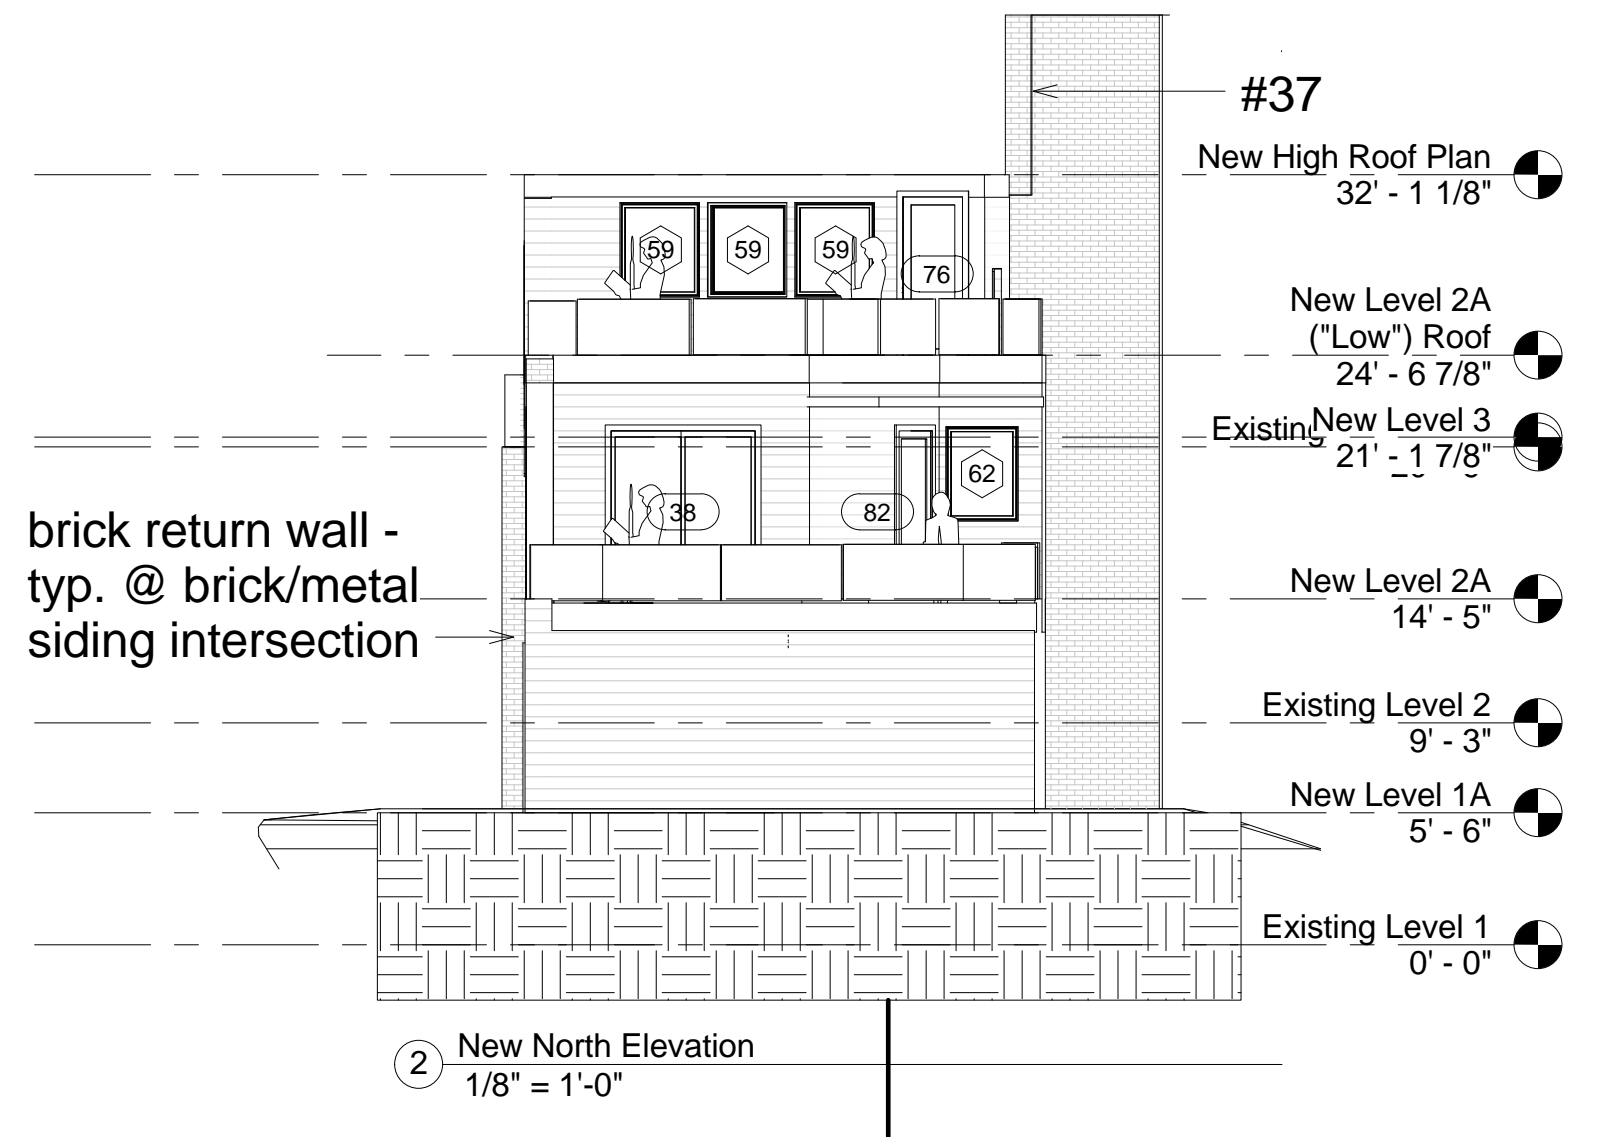 #37
New High Roof Plan
32' - 1 1/8"
59
59
59
76
New Level 2A
("Low") Roof
24' - 6 7/8"
New Level 3
21' - 1 7/8"
62
38
82
brick return wall -
typ. @ brick/metal
siding intersection
New Level 2A
14' - 5"
Existing Level 2
9' - 3"
New Level 1A
5' - 6"
Existing Level 1
0' - 0"
2
New North Elevation
1/8" = 1'-0"